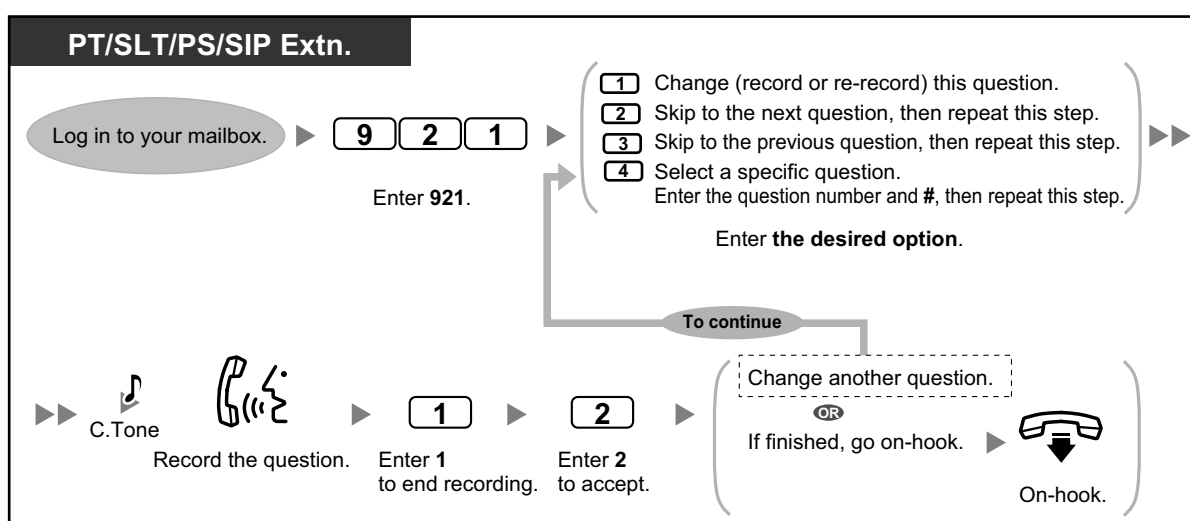 PT/SLT/PS/SIP Extn.
Log in to your mailbox.
9 2 1
Enter 921.
1 Change (record or re-record) this question.
2 Skip to the next question, then repeat this step.
3 Skip to the previous question, then repeat this step.
4 Select a specific question.
Enter the question number and #, then repeat this step.
Enter the desired option.
To continue
C.Tone
Record the question.
1
Enter 1
to end recording.
2
Enter 2
to accept.
Change another question.
OR
If finished, go on-hook.
On-hook.